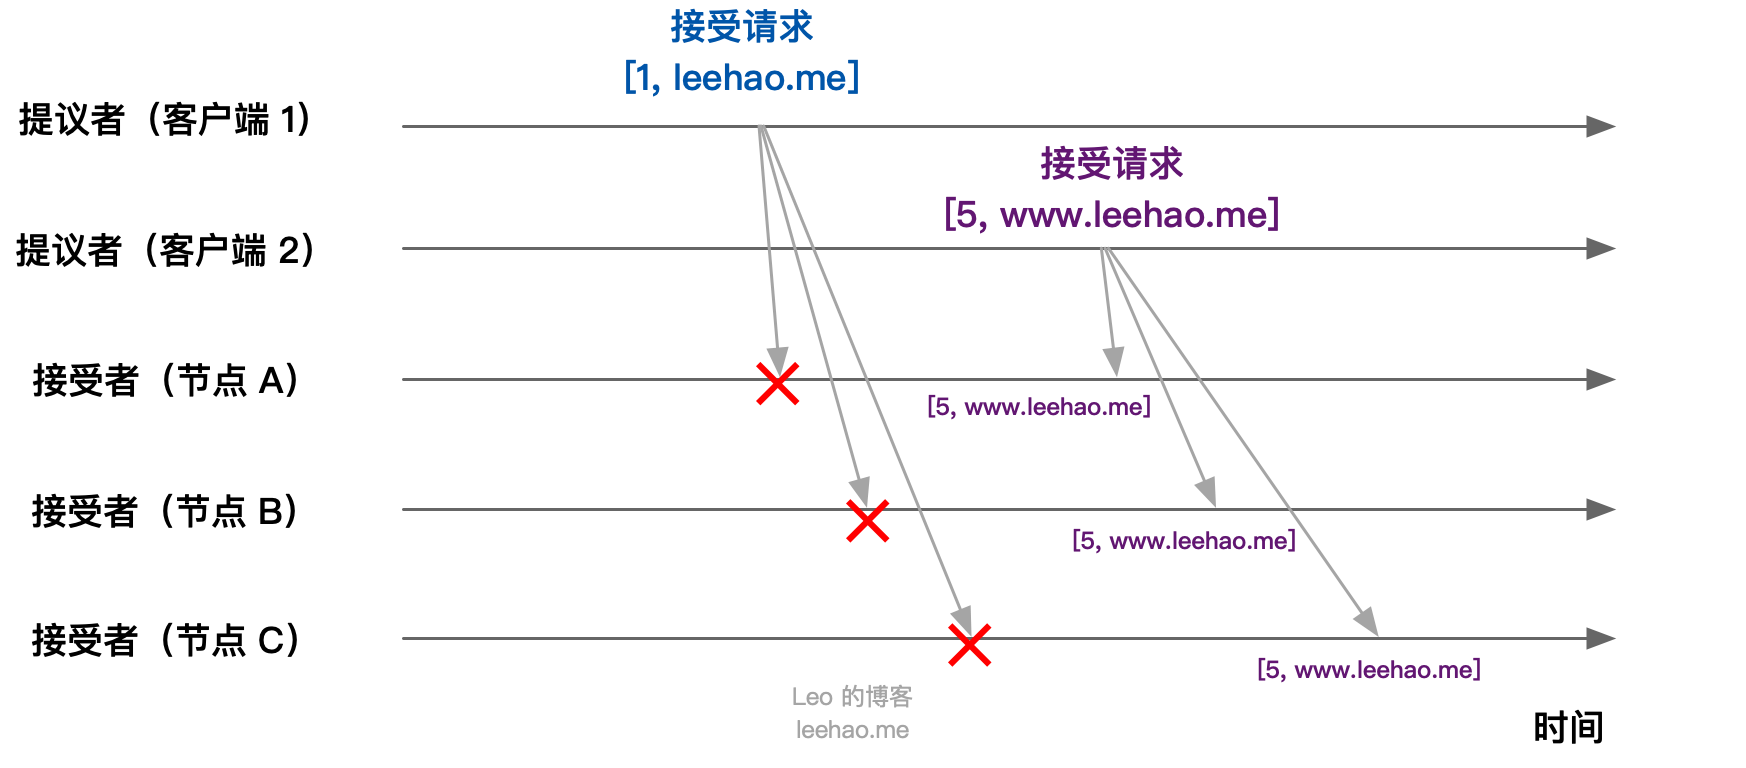 接受请求
[1, leehao.me]
提议者（客户端 1）
接受请求
[5, www.leehao.me]
提议者（客户端 2）
接受者（节点 A）
[5, www.leehao.me]
接受者（节点 B）
[5, www.leehao.me]
接受者（节点 C）
[5, www.leehao.me]
Leo 的博客
leehao.me
时间